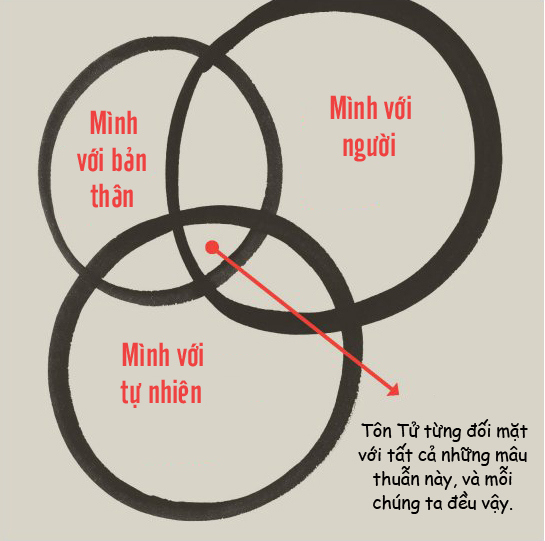 Mình
với bản
thân
Mình với
người
Mình với
tự nhiên
Tôn Tử từng đối mặt
với tất cả những mâu
thuẫn này, và mỗi
chúng ta đều vậy.